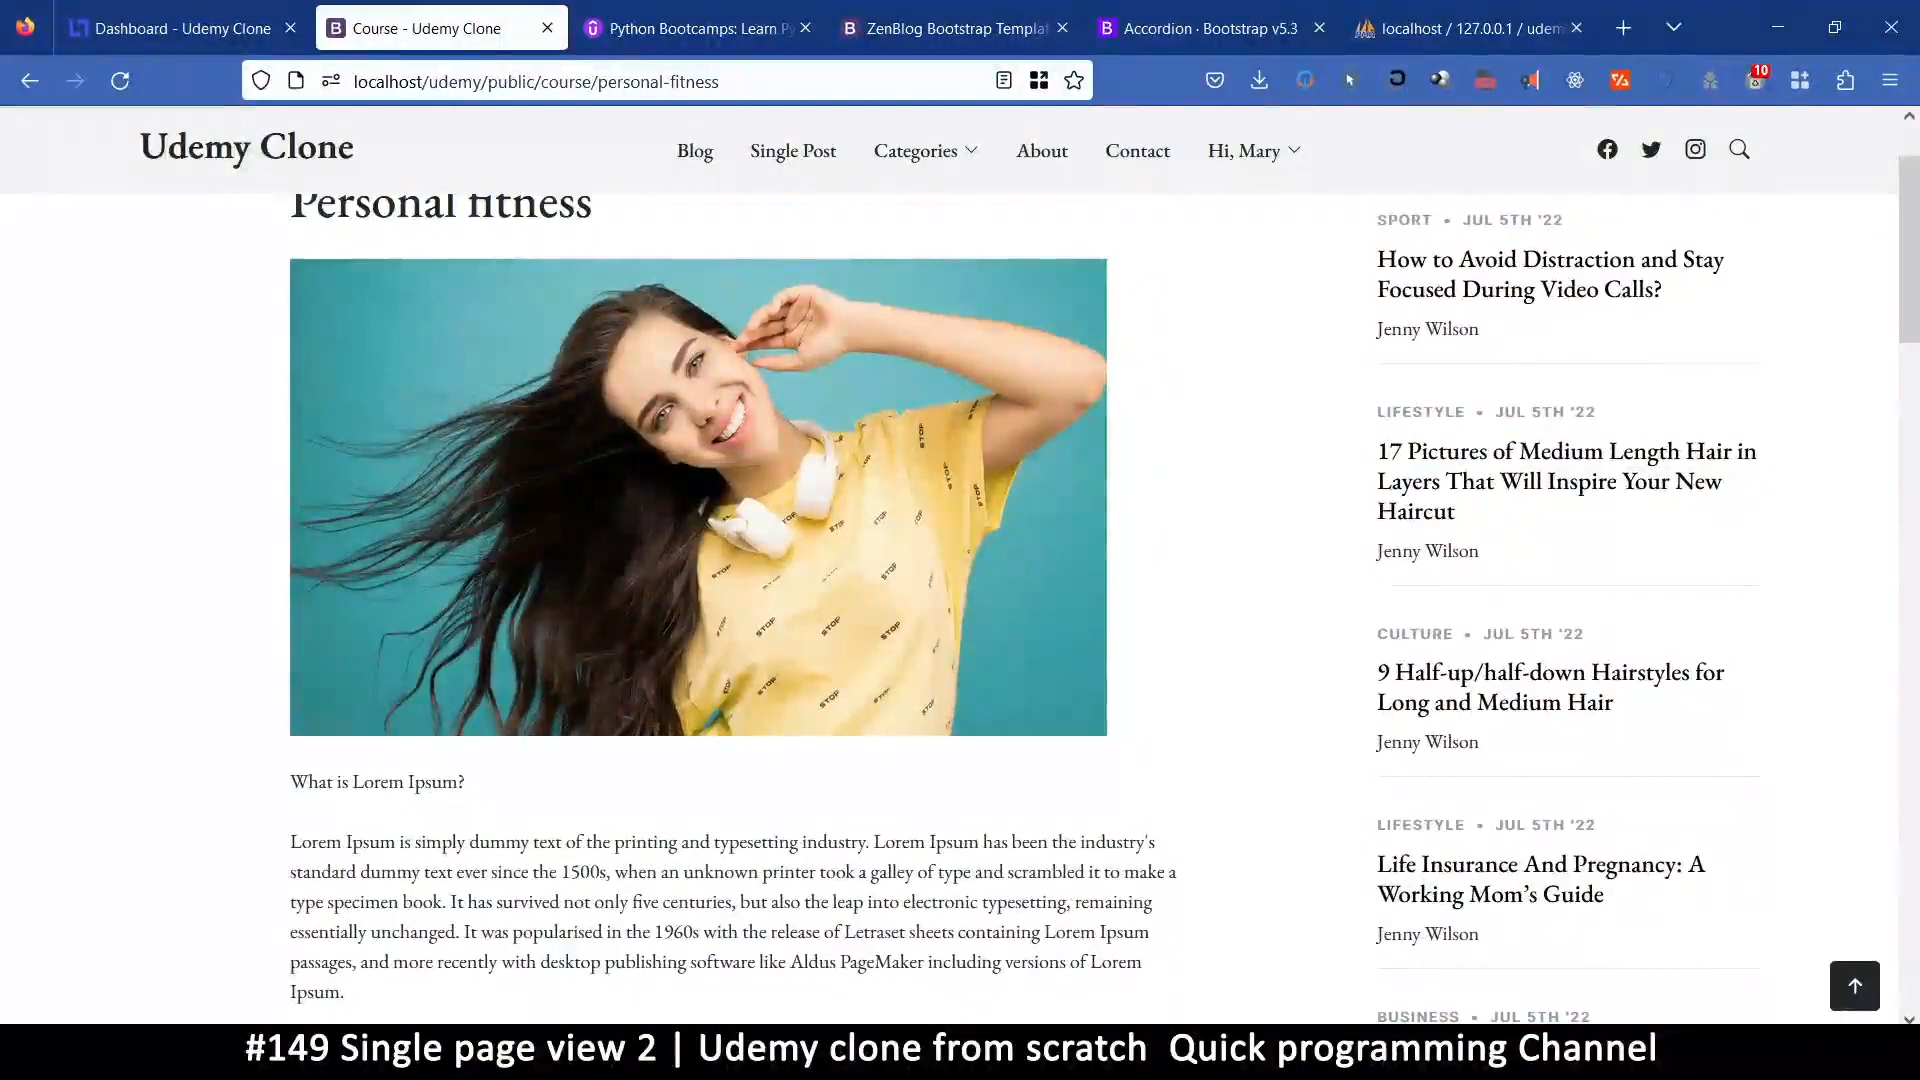 Dashboard - Udemy Clone
Course - Udemy Clone
Python Bootcamps: Learn Py
ZenBlog Bootstrap Templat
Accordion · Bootstrap v5.3
localhost / 127.0.0.1 / udem
localhost/udemy/public/course/personal-fitness
10
Udemy Clone
Blog
Single Post
Categories
About
Contact
Hi, Mary
Personal fitness
What is Lorem Ipsum?
Lorem Ipsum is simply dummy text of the printing and typesetting industry. Lorem Ipsum has been the industry's
standard dummy text ever since the 1500s, when an unknown printer took a galley of type and scrambled it to make a
type specimen book. It has survived not only five centuries, but also the leap into electronic typesetting, remaining
essentially unchanged. It was popularised in the 1960s with the release of Letraset sheets containing Lorem Ipsum
passages, and more recently with desktop publishing software like Aldus PageMaker including versions of Lorem
Ipsum.
SPORT • JUL 5TH '22
How to Avoid Distraction and Stay
Focused During Video Calls?
Jenny Wilson
LIFESTYLE • JUL 5TH '22
17 Pictures of Medium Length Hair in
Layers That Will Inspire Your New
Haircut
Jenny Wilson
CULTURE • JUL 5TH '22
9 Half-up/half-down Hairstyles for
Long and Medium Hair
Jenny Wilson
LIFESTYLE • JUL 5TH '22
Life Insurance And Pregnancy: A
Working Mom’s Guide
Jenny Wilson
BUSINESS • JUL 5TH '22
#149 Single page view 2 | Udemy clone from scratch Quick programming Channel